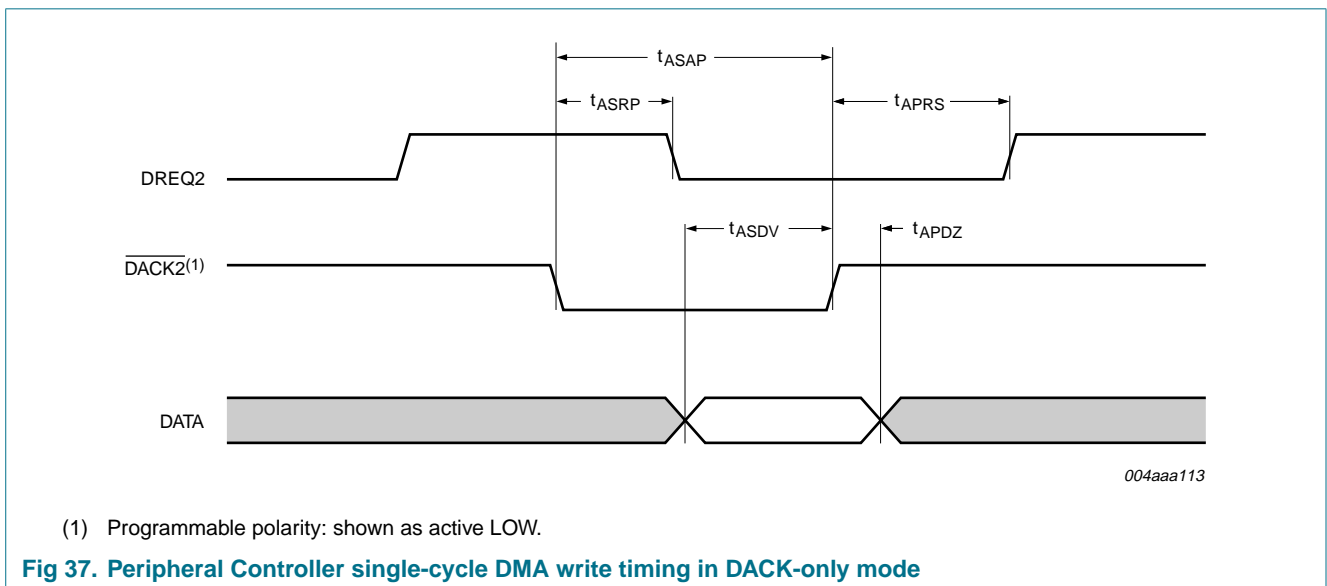 tASAP
tASRP
tAPRS
DREQ2
tASDV
tAPDZ
DACK2(1)
DATA
004aaa113
(1) Programmable polarity: shown as active LOW.
Fig 37. Peripheral Controller single-cycle DMA write timing in DACK-only mode